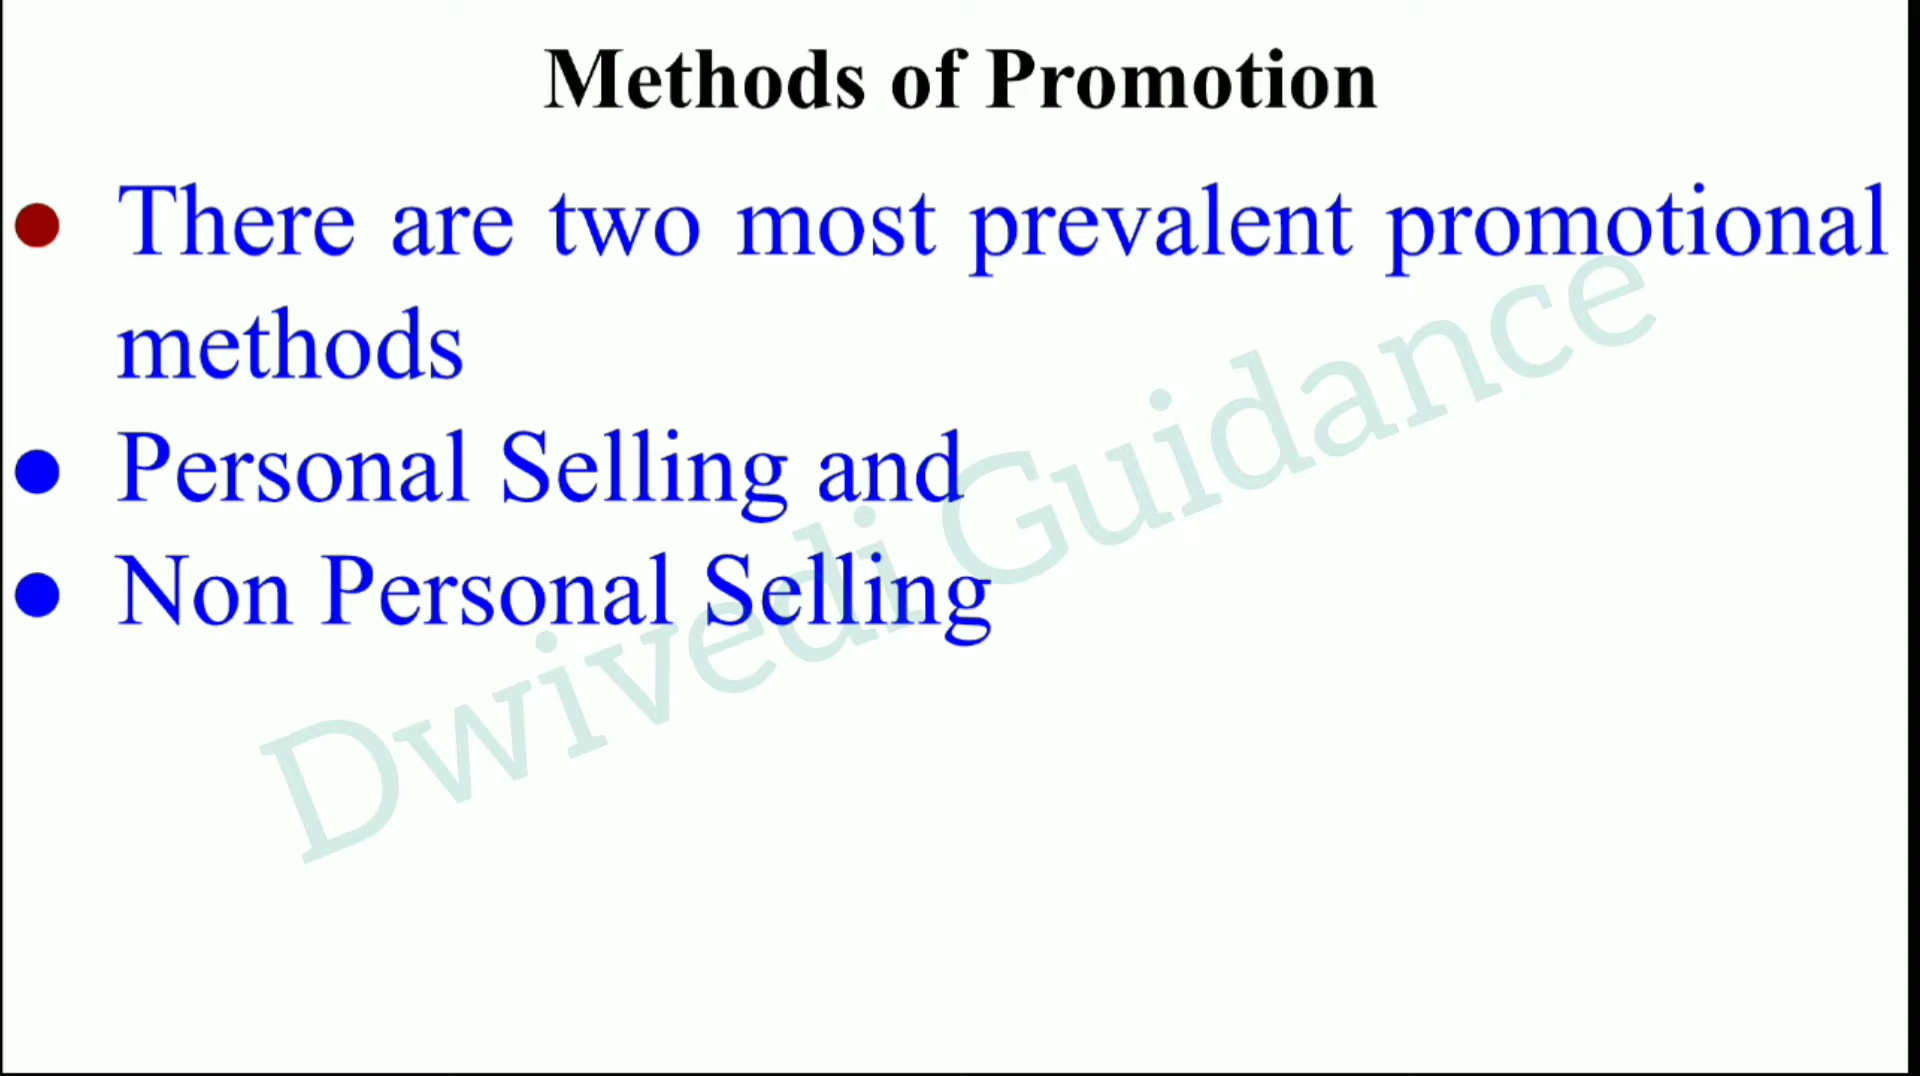 Methods of Promotion
● There are two most prevalent promotional
methods
● Personal Selling and
● Non Personal Selling
Dwivedi Guidance